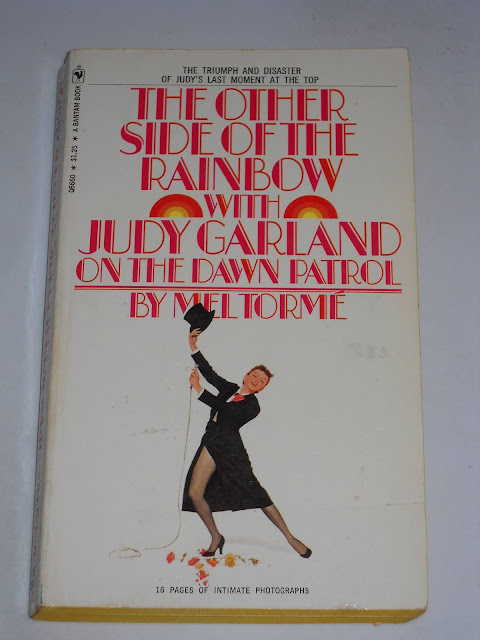 THE TRIUMPH AND DISASTER
OF JUDY'S LAST MOMENT AT THE TOP
THE OTHER
SIDE OF THE
RAINBOW
WITH
JUDY GARLAND
ON THE DAWN PATROL
BY MEL TORMÉ
16 PAGES OF INTIMATE PHOTOGRAPHS
Q6660 * $1.25 * A BANTAM BOOK